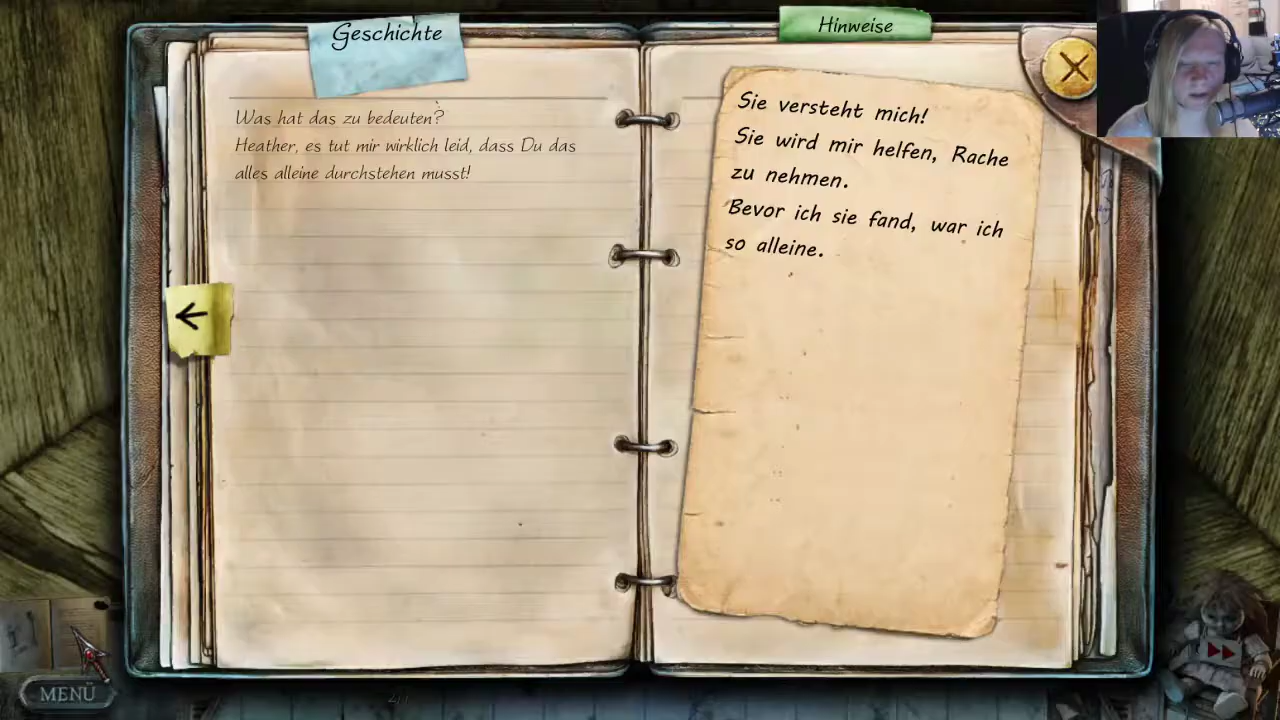 Geschichte
Hinweise
Was hat das zu bedeuten?
Heather, es tut mir wirklich leid, dass Du das
alles alleine durchstehen musst!
Sie versteht mich!
Sie wird mir helfen, Rache
zu nehmen.
Bevor ich sie fand, war ich
so alleine.
MENÜ